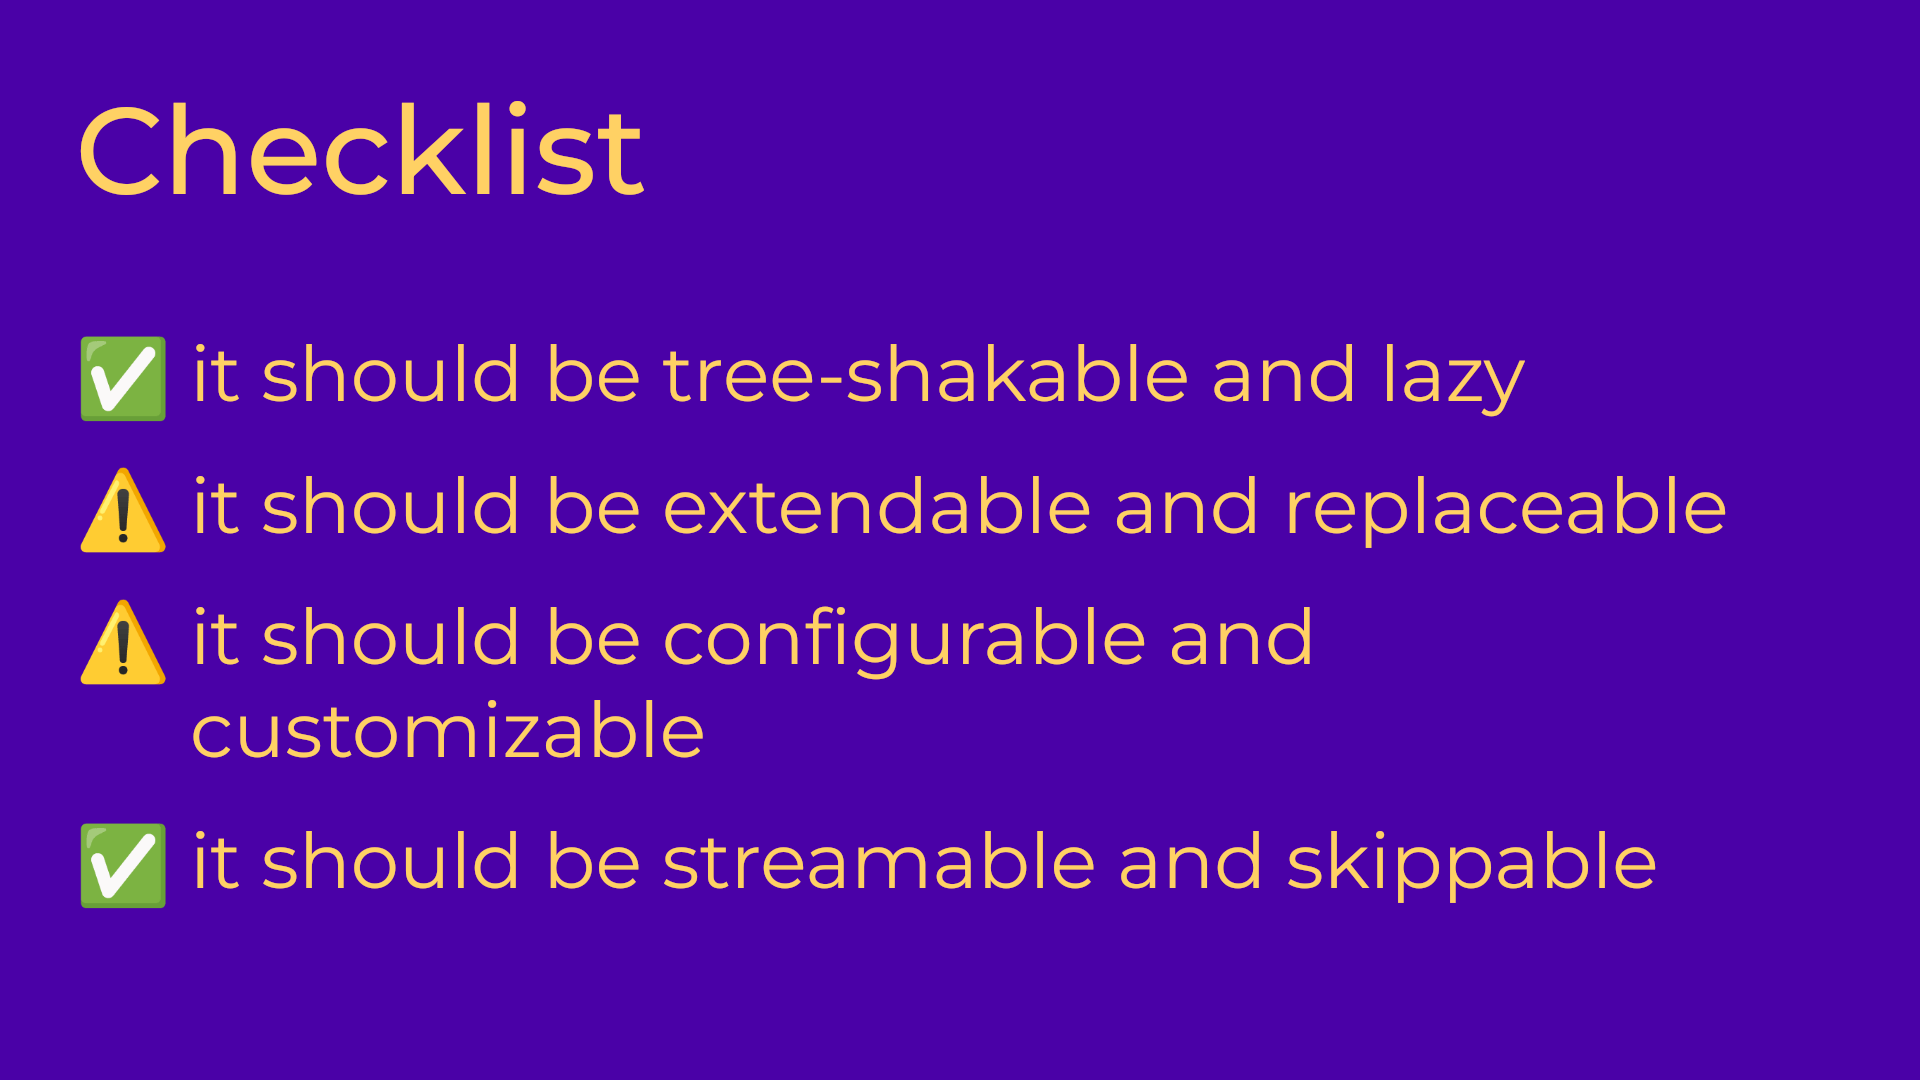 Checklist
✅ it should be tree-shakable and lazy
⚠️ it should be extendable and replaceable
⚠️ it should be configurable and
customizable
✅ it should be streamable and skippable